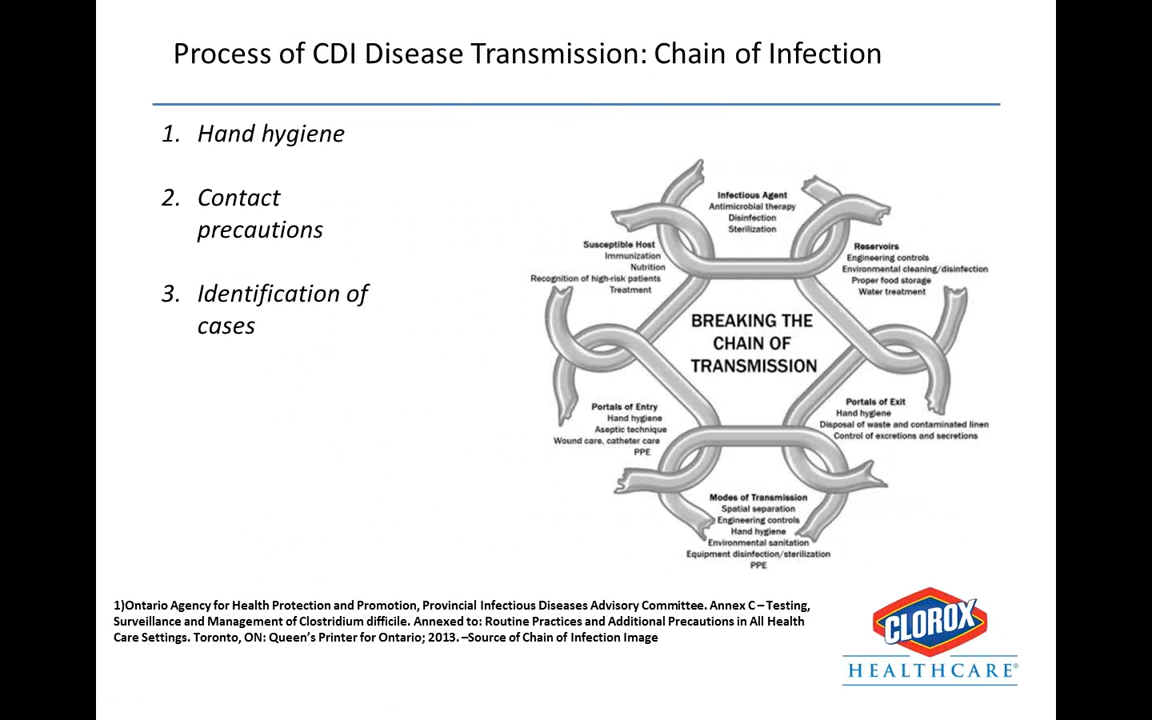 Process of CDI Disease Transmission: Chain of Infection
1. Hand hygiene
2. Contact
precautions
3. Identification of
cases
Infectious Agent
Antimicrobial therapy
Disinfection
Sterilization
Susceptible Host
Immunization
Nutrition
Recognition of high-risk patients
Treatment
Reservoirs
Engineering controls
Environmental cleaning/disinfection
Proper food storage
Water treatment
BREAKING THE
CHAIN OF
TRANSMISSION
Portals of Entry
Hand hygiene
Aseptic technique
Wound care, catheter care
PPE
Portals of Exit
Hand hygiene
Disposal of waste and contaminated linen
Control of excretions and secretions
Modes of Transmission
Spatial separation
Engineering controls
Hand hygiene
Environmental sanitation
Equipment disinfection/sterilization
PPE
1)Ontario Agency for Health Protection and Promotion, Provincial Infectious Diseases Advisory Committee. Annex C – Testing,
Surveillance and Management of Clostridium difficile. Annexed to: Routine Practices and Additional Precautions in All Health
Care Settings. Toronto, ON: Queen's Printer for Ontario; 2013. –Source of Chain of Infection Image
CLOROX
HEALTHCARE®